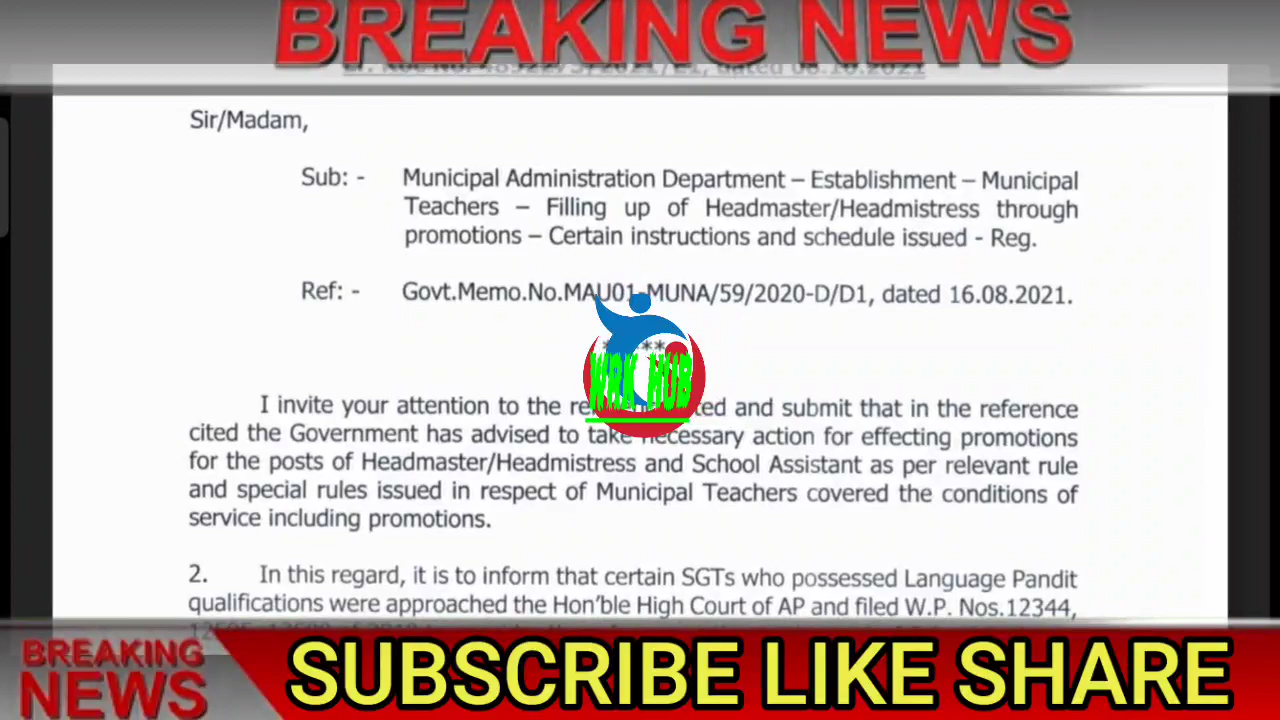 BREAKING NEWS
dated 08.10.2021
Sir/Madam,
Sub: - Municipal Administration Department – Establishment – Municipal
Teachers – Filling up of Headmaster/Headmistress through
promotions – Certain instructions and schedule issued - Reg.
Ref: - Govt.Memo.No.MAU01-MUNA/59/2020-D/D1, dated 16.08.2021.
WRK HUB
I invite your attention to the and submit that in the reference
cited the Government has advised to take necessary action for effecting promotions
for the posts of Headmaster/Headmistress and School Assistant as per relevant rule
and special rules issued in respect of Municipal Teachers covered the conditions of
service including promotions.
2. In this regard, it is to inform that certain SGTs who possessed Language Pandit
qualifications were approached the Hon'ble High Court of AP and filed W.P. Nos.12344,
BREAKING
NEWS
SUBSCRIBE LIKE SHARE